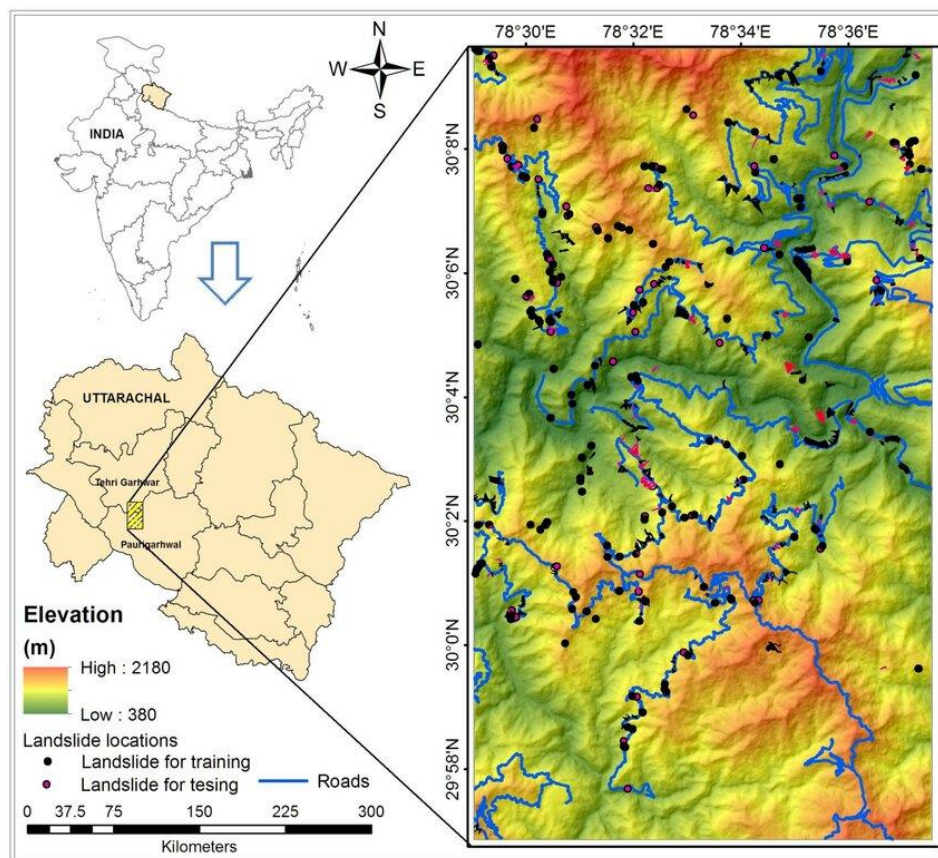 78°30'E 78°32'E 78°34'E 78°36'E
N
W E
S
INDIA
30°8'N
30°6'N
30°4'N
30°2'N
30°0'N
29°58'N
UTTARACHAL
Tehri Garhwar
Paurigarhwal
Elevation
(m)
High : 2180
Low : 380
Landslide locations
Landslide for training
Landslide for tesing
Roads
0 37.5 75 150 225 300
Kilometers